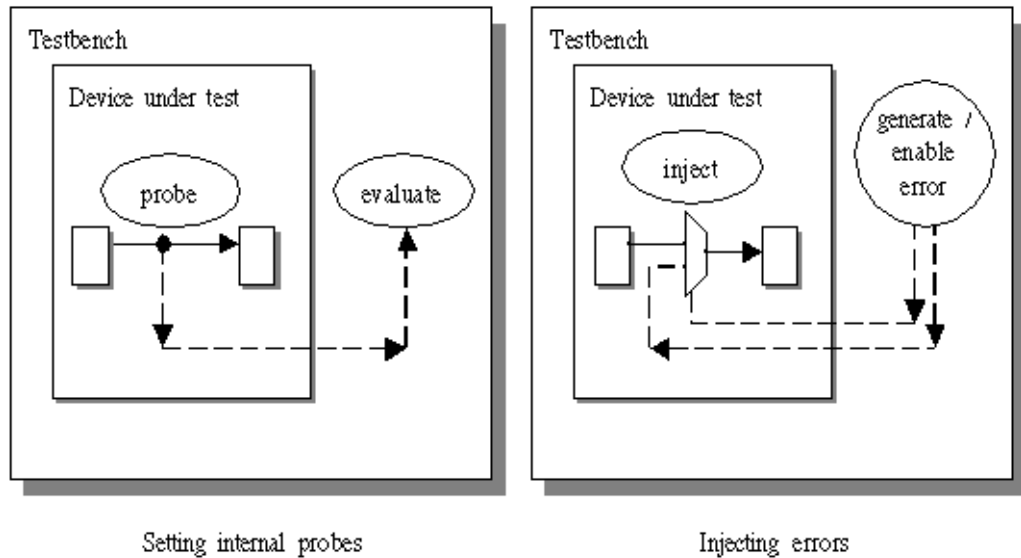 Testbench
Device under test
probe
evaluate
Setting internal probes
Testbench
Device under test
inject
generate /
enable
error
Injecting errors